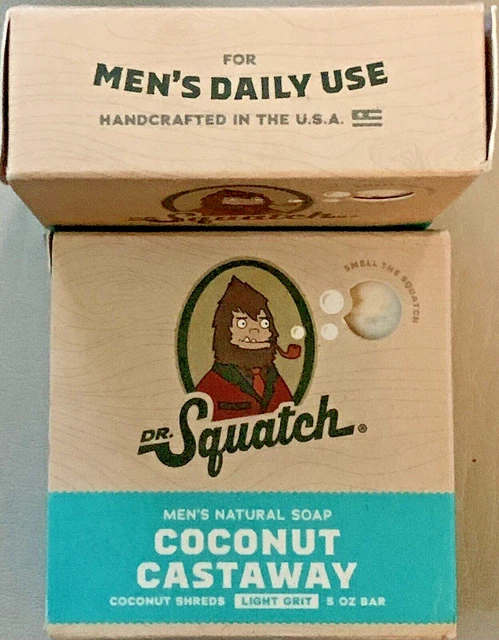 FOR
MEN'S DAILY USE
HANDCRAFTED IN THE U.S.A.
Squatch
SMELL THE SQUATCH
DR. Squatch®
MEN'S NATURAL SOAP
COCONUT
CASTAWAY
COCONUT SHREDS LIGHT GRIT 5 OZ BAR